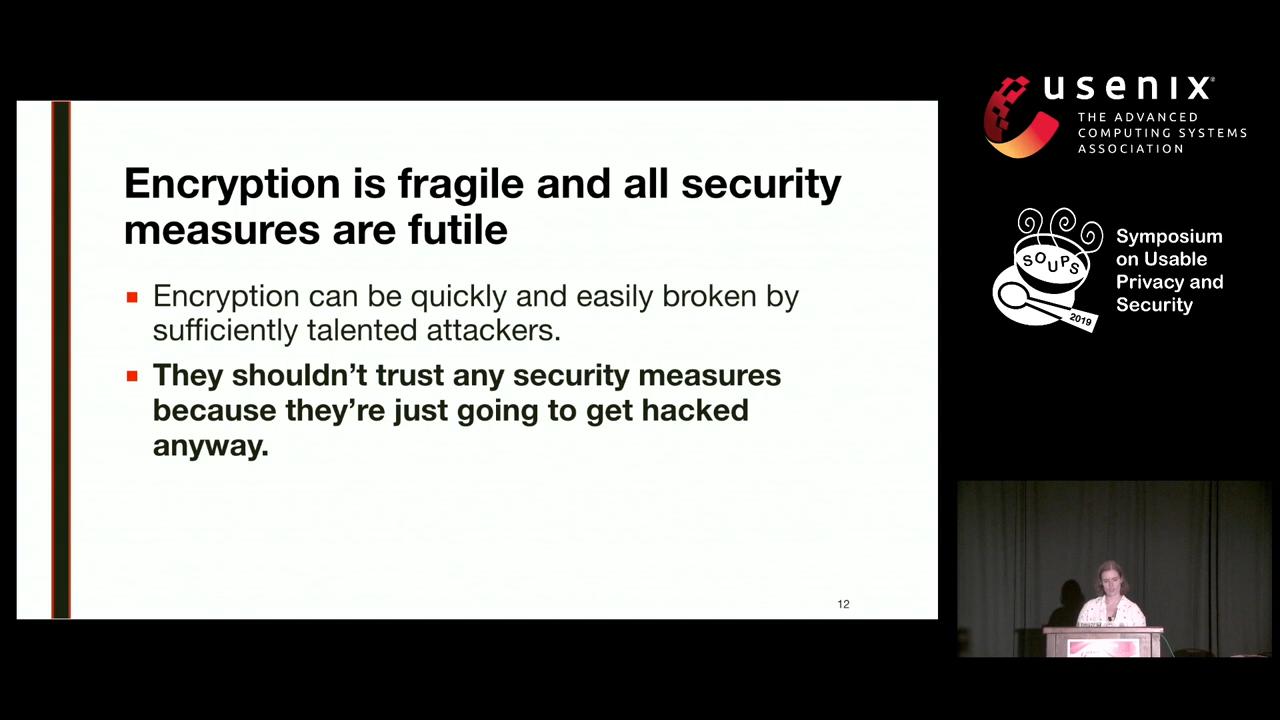 Encryption is fragile and all security
measures are futile
Encryption can be quickly and easily broken by
sufficiently talented attackers.
They shouldn't trust any security measures
because they're just going to get hacked
anyway.
12
usenix®
THE ADVANCED
COMPUTING SYSTEMS
ASSOCIATION
SOUPS
2019
Symposium
on Usable
Privacy and
Security